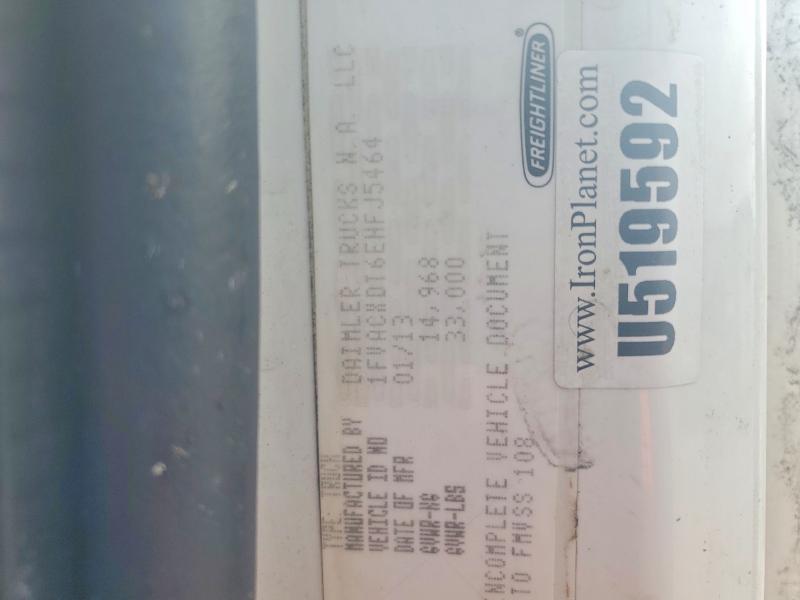 TYPE: TRUCK
MANUFACTURED BY DAIMLER TRUCKS N.A. LLC
VEHICLE ID NO 1FVACXDT6EHFJ5464
DATE OF MFR 01/13
GVWR-KG 14,968
GVWR-LBS 33,000
INCOMPLETE VEHICLE DOCUMENT
TO FMVSS 108
FREIGHTLINER®
www.IronPlanet.com
U519592